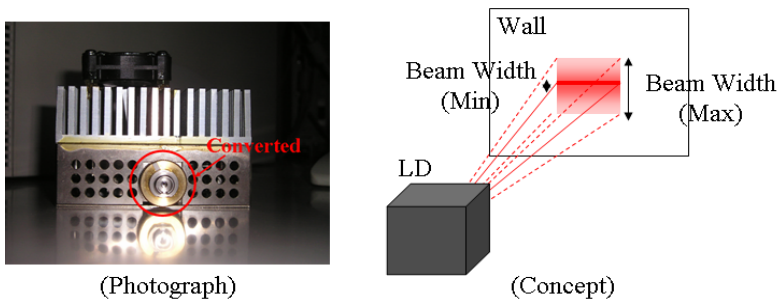 Converted
(Photograph)
Wall
Beam Width
(Min)
Beam Width
(Max)
LD
(Concept)